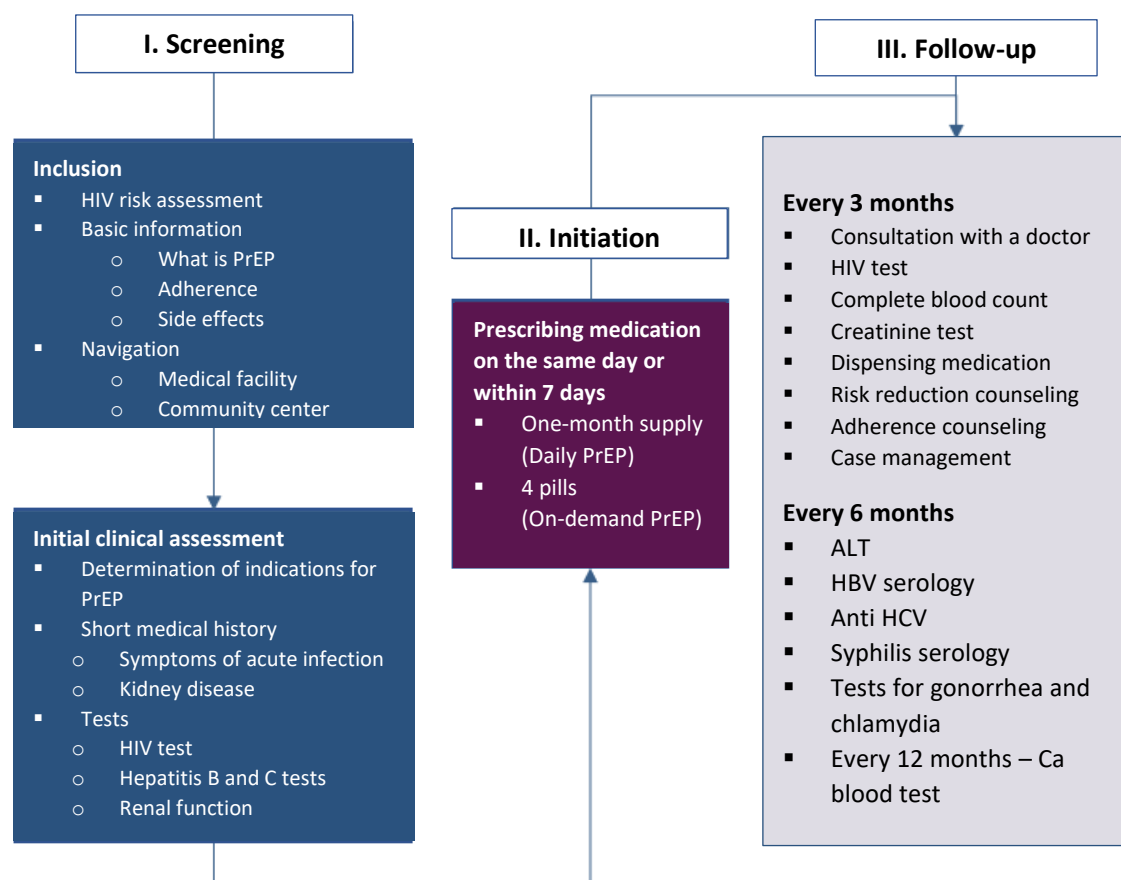 I. Screening
Inclusion
▪ HIV risk assessment
▪ Basic information
o What is PrEP
o Adherence
o Side effects
▪ Navigation
o Medical facility
o Community center
Initial clinical assessment
▪ Determination of indications for
PrEP
▪ Short medical history
o Symptoms of acute infection
o Kidney disease
▪ Tests
o HIV test
o Hepatitis B and C tests
o Renal function
II. Initiation
Prescribing medication
on the same day or
within 7 days
▪ One-month supply
(Daily PrEP)
▪ 4 pills
(On-demand PrEP)
III. Follow-up
Every 3 months
▪ Consultation with a doctor
▪ HIV test
▪ Complete blood count
▪ Creatinine test
▪ Dispensing medication
▪ Risk reduction counseling
▪ Adherence counseling
▪ Case management
Every 6 months
▪ ALT
▪ HBV serology
▪ Anti HCV
▪ Syphilis serology
▪ Tests for gonorrhea and
chlamydia
▪ Every 12 months – Ca
blood test